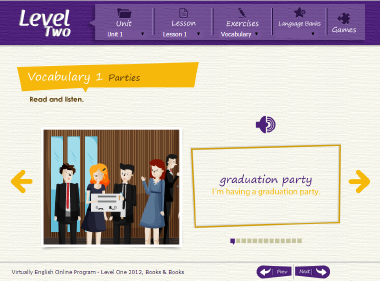 Level Two
Unit
Lesson
Exercises
Language Banks
Games
Unit 1
Lesson 1
Vocabulary
Vocabulary 1 Parties
Read and listen.
graduation party
I'm having a graduation party.
Virtually English Online Program - Level One 2012, Books & Books
Prev
Next